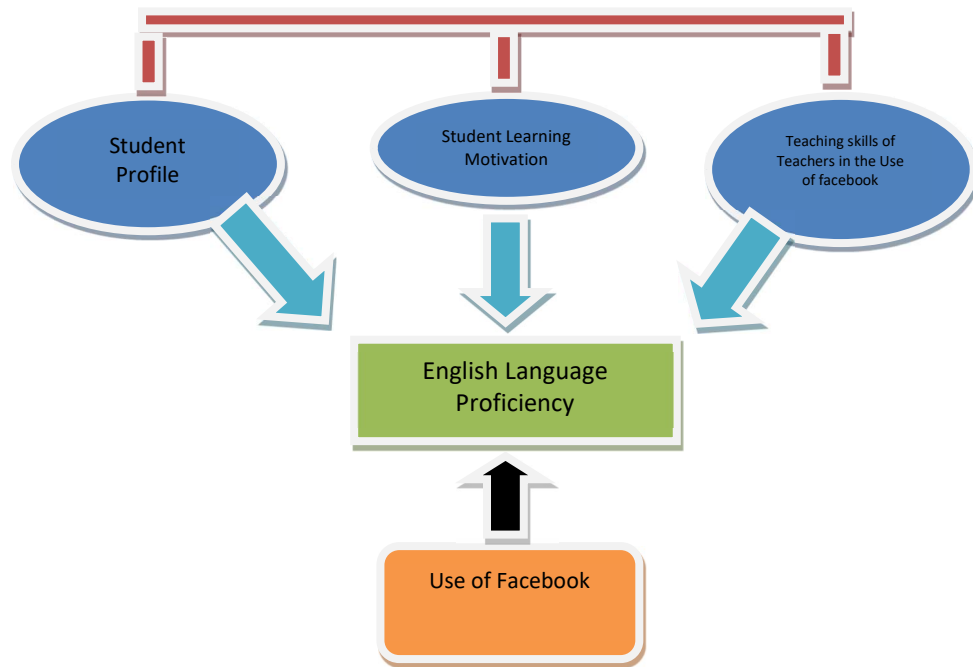 Student
Profile
Student Learning
Motivation
Teaching skills of
Teachers in the Use
of facebook
English Language
Proficiency
Use of Facebook